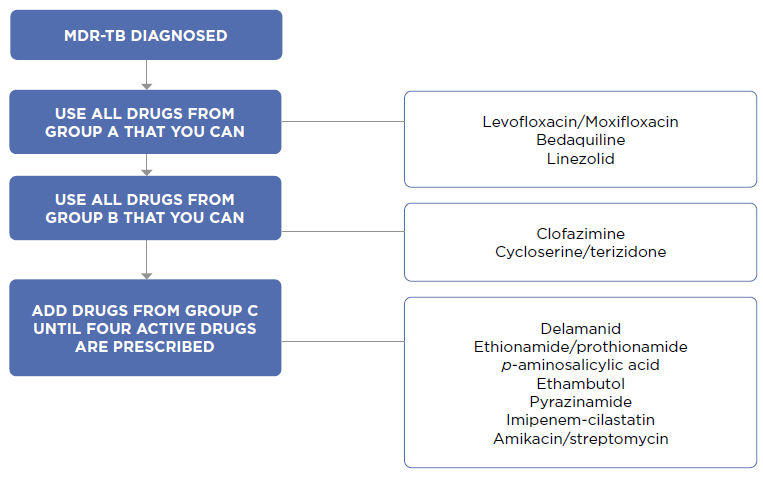 MDR-TB DIAGNOSED
USE ALL DRUGS FROM
GROUP A THAT YOU CAN
Levofloxacin/Moxifloxacin
Bedaquiline
Linezolid
USE ALL DRUGS FROM
GROUP B THAT YOU CAN
Clofazimine
Cycloserine/terizidone
ADD DRUGS FROM GROUP C
UNTIL FOUR ACTIVE DRUGS
ARE PRESCRIBED
Delamanid
Ethionamide/prothionamide
p-aminosalicylic acid
Ethambutol
Pyrazinamide
Imipenem-cilastatin
Amikacin/streptomycin